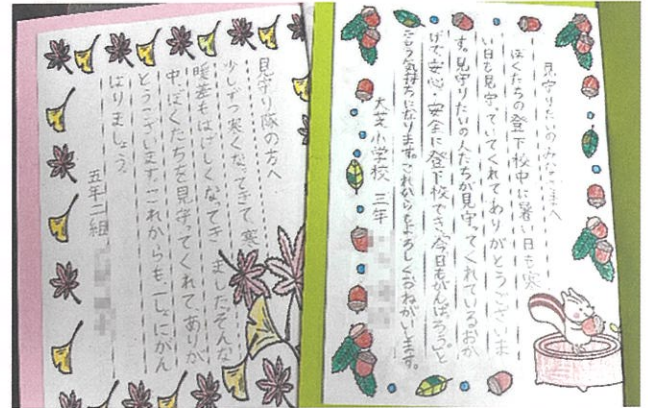 見守りたいのみなさまへ
ぼくたちの登下校中に暑い日も寒
い日も見守っていてくれてありがとうございま
す。見守りたいの人たちが見守ってくれているおか
げで、安心、安全に登下校でき、「今日もがんばろう。」と
いう気持ちになります。これからもよろしくおねがいします。
大芝小学校 三年
見守り隊の方へ
少しずつ寒くなってきて、寒
暖差もはげしくなってきました。そんな
中、ぼくたちを見守ってくれてありが
とうございます。これからも一しょにがん
ばりましょう。
五年二組